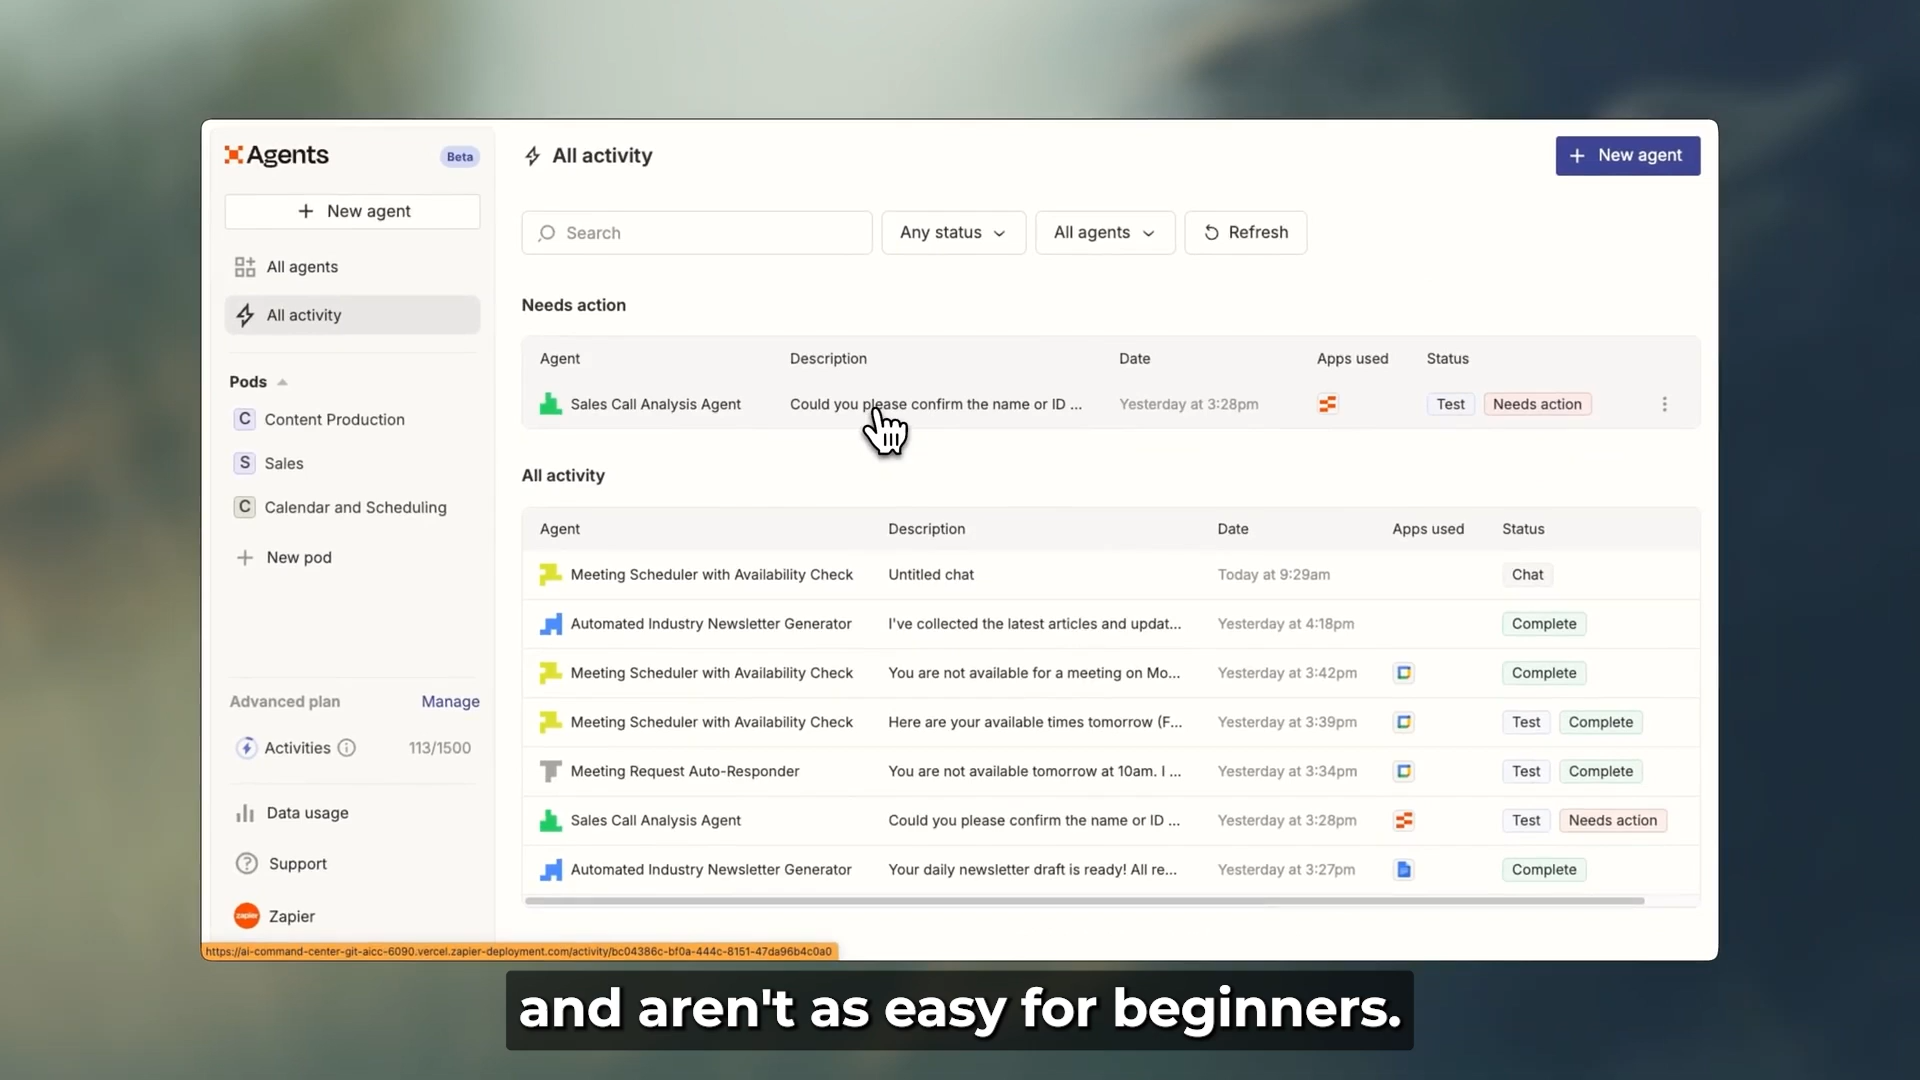 Agents
Beta
+ New agent
All agents
All activity
Pods
C Content Production
S Sales
C Calendar and Scheduling
+ New pod
Advanced plan Manage
Activities 113/1500
Data usage
Support
zapier Zapier
All activity
+ New agent
Search Any status All agents Refresh
Needs action
Agent Description Date Apps used Status
Sales Call Analysis Agent Could you please confirm the name or ID ... Yesterday at 3:28pm Test Needs action
All activity
Agent Description Date Apps used Status
Meeting Scheduler with Availability Check Untitled chat Today at 9:29am Chat
Automated Industry Newsletter Generator I've collected the latest articles and updat... Yesterday at 4:18pm Complete
Meeting Scheduler with Availability Check You are not available for a meeting on Mo... Yesterday at 3:42pm Complete
Meeting Scheduler with Availability Check Here are your available times tomorrow (F... Yesterday at 3:39pm Test Complete
Meeting Request Auto-Responder You are not available tomorrow at 10am. I ... Yesterday at 3:34pm Test Complete
Sales Call Analysis Agent Could you please confirm the name or ID ... Yesterday at 3:28pm Test Needs action
Automated Industry Newsletter Generator Your daily newsletter draft is ready! All re... Yesterday at 3:27pm Complete
https://ai-command-center-git-aicc-6090.vercel.zapier-deployment.com/activity/bc04386c-bf0a-444c-8151-47da96b4c0a0
and aren't as easy for beginners.